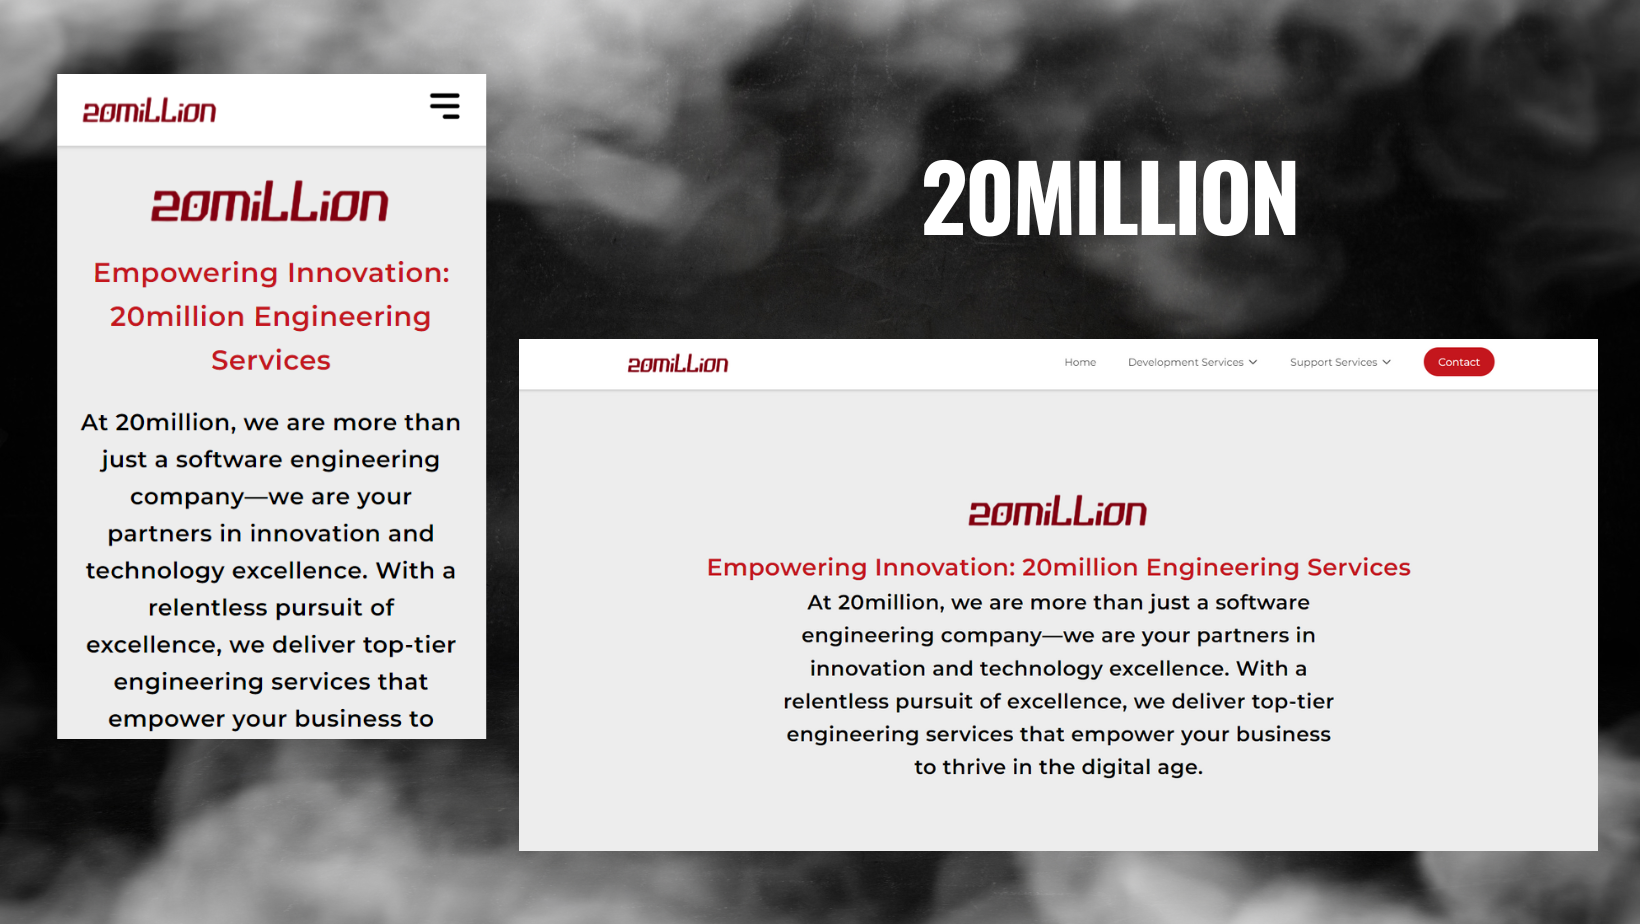 20miLLion
20miLLion
Empowering Innovation:
20million Engineering
Services
At 20million, we are more than
just a software engineering
company—we are your
partners in innovation and
technology excellence. With a
relentless pursuit of
excellence, we deliver top-tier
engineering services that
empower your business to
20MILLION
20miLLion Home Development Services Support Services Contact
20miLLion
Empowering Innovation: 20million Engineering Services
At 20million, we are more than just a software
engineering company—we are your partners in
innovation and technology excellence. With a
relentless pursuit of excellence, we deliver top-tier
engineering services that empower your business
to thrive in the digital age.